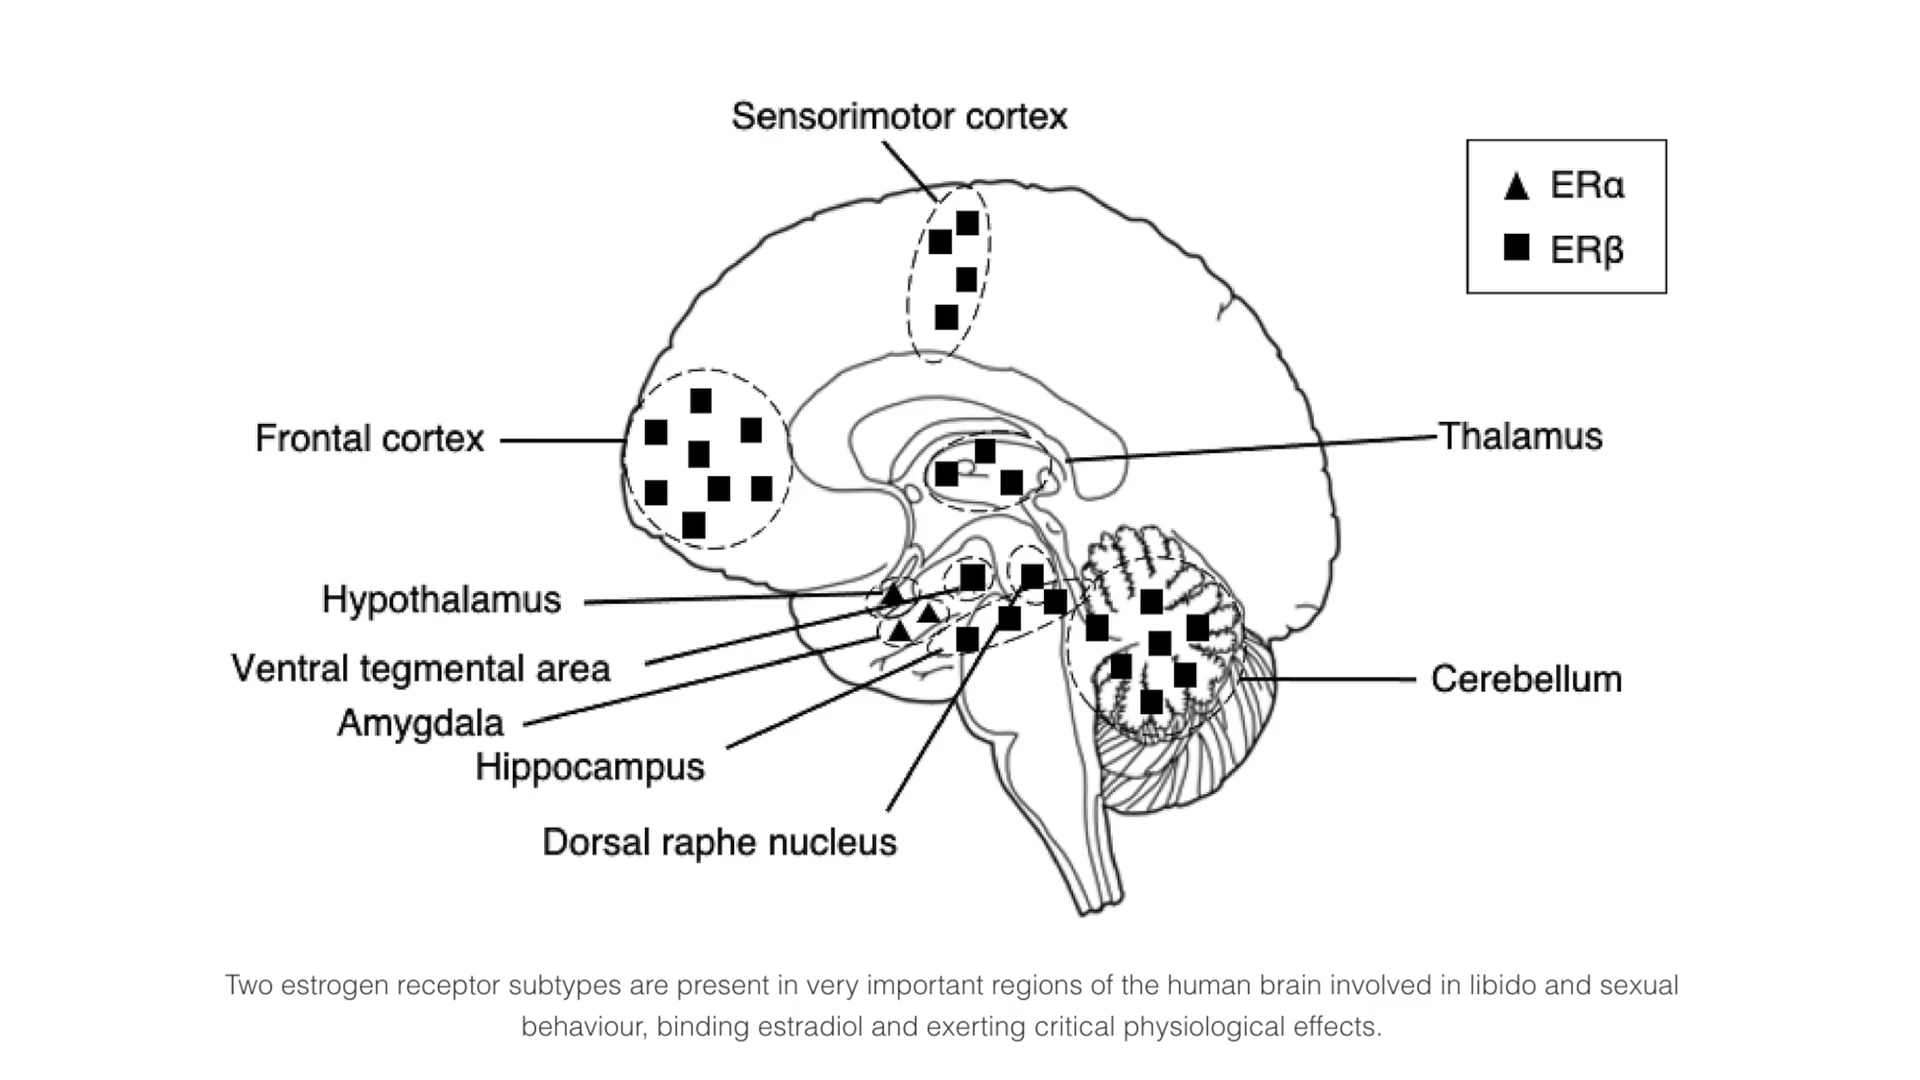 Sensorimotor cortex
ERα
ERβ
Frontal cortex
Thalamus
Hypothalamus
Ventral tegmental area
Amygdala
Hippocampus
Dorsal raphe nucleus
Cerebellum
Two estrogen receptor subtypes are present in very important regions of the human brain involved in libido and sexual
behaviour, binding estradiol and exerting critical physiological effects.